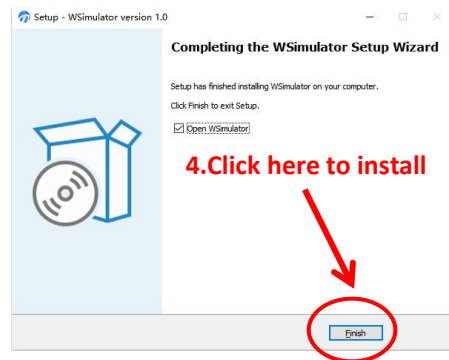 Setup - WSimulator version 1.0
Completing the WSimulator Setup Wizard
Setup has finished installing WSimulator on your computer.
Click Finish to exit Setup.
Open WSimulator
4.Click here to install
Finish